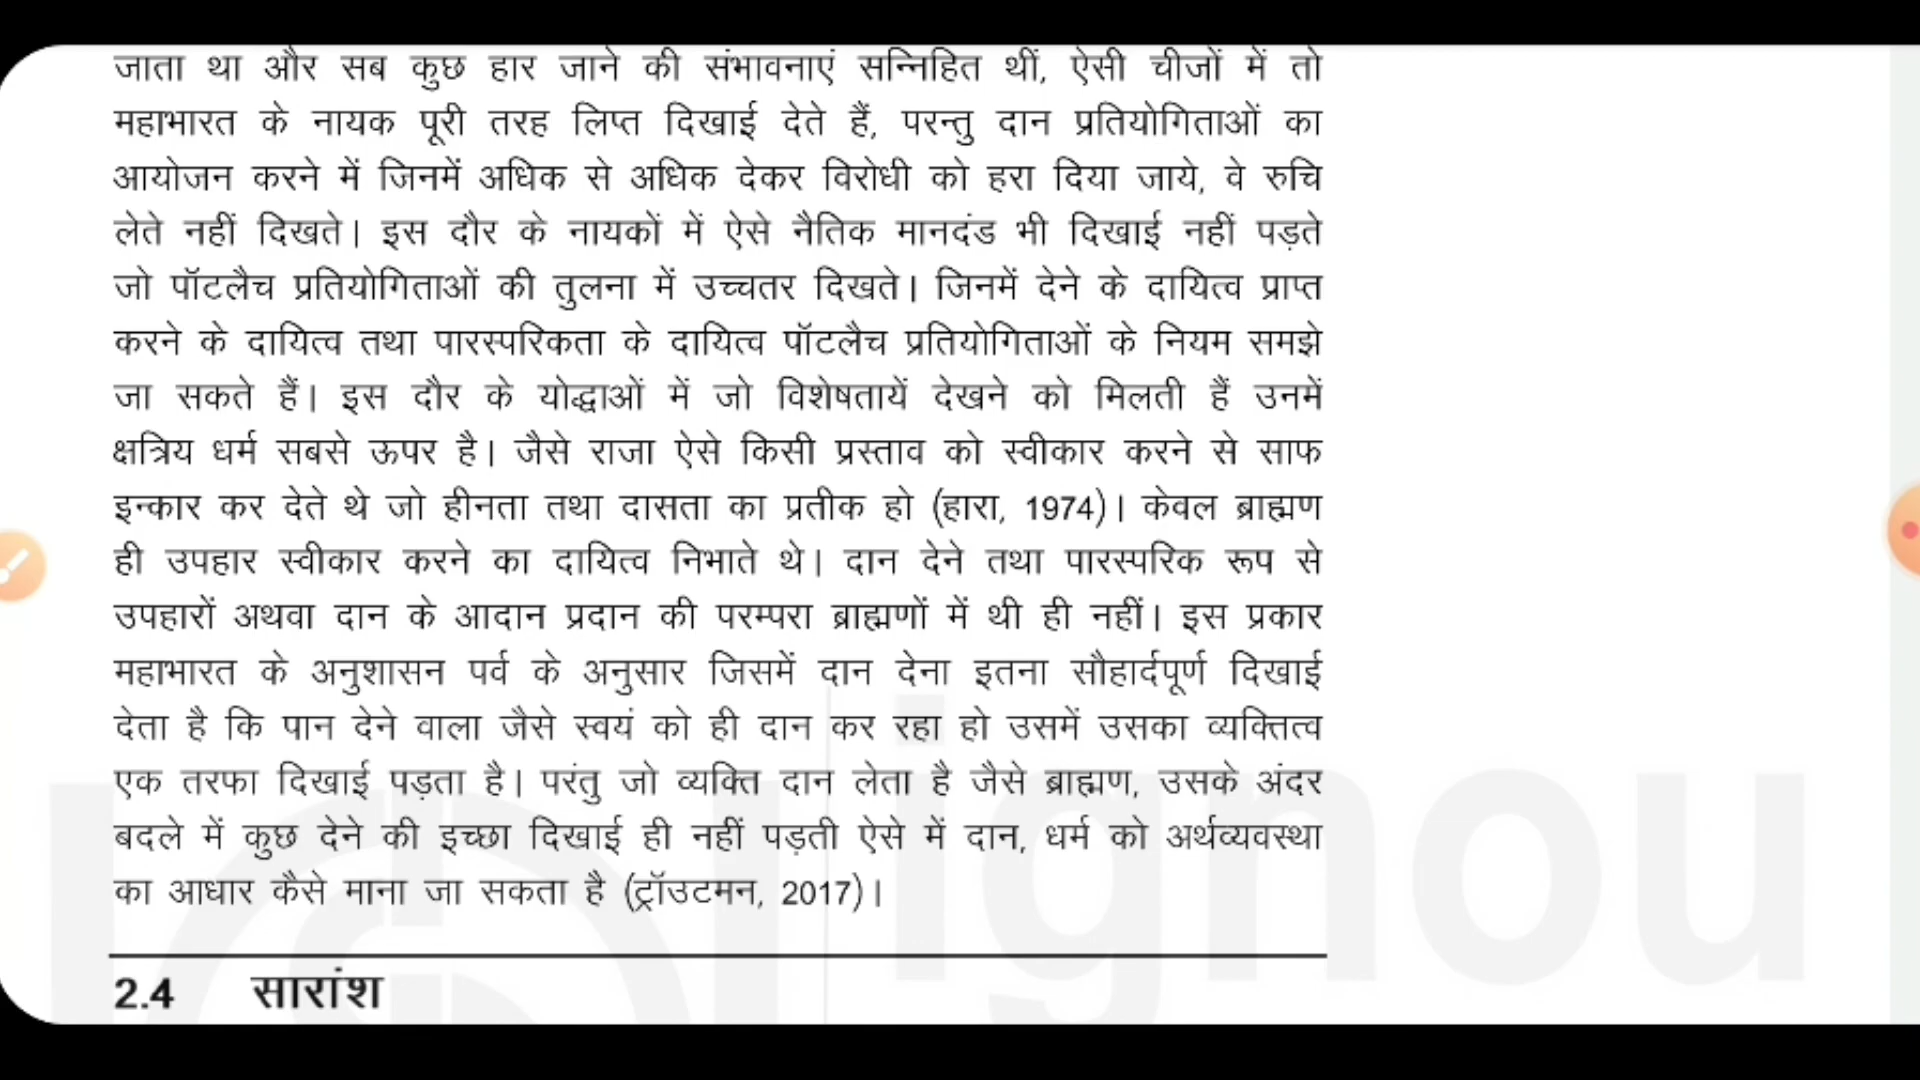 जाता था और सब कुछ हार जाने की संभावनाएं सन्निहित थीं, ऐसी चीजों में तो
महाभारत के नायक पूरी तरह लिप्त दिखाई देते हैं, परन्तु दान प्रतियोगिताओं का
आयोजन करने में जिनमें अधिक से अधिक देकर विरोधी को हरा दिया जाये, वे रुचि
लेते नहीं दिखते। इस दौर के नायकों में ऐसे नैतिक मानदंड भी दिखाई नहीं पड़ते
जो पॉटलैच प्रतियोगिताओं की तुलना में उच्चतर दिखते। जिनमें देने के दायित्व प्राप्त
करने के दायित्व तथा पारस्परिकता के दायित्व पॉटलैच प्रतियोगिताओं के नियम समझे
जा सकते हैं। इस दौर के योद्धाओं में जो विशेषतायें देखने को मिलती हैं उनमें
क्षत्रिय धर्म सबसे ऊपर है। जैसे राजा ऐसे किसी प्रस्ताव को स्वीकार करने से साफ
इन्कार कर देते थे जो हीनता तथा दासता का प्रतीक हो (हारा, 1974)। केवल ब्राह्मण
ही उपहार स्वीकार करने का दायित्व निभाते थे। दान देने तथा पारस्परिक रूप से
उपहारों अथवा दान के आदान प्रदान की परम्परा ब्राह्मणों में थी ही नहीं। इस प्रकार
महाभारत के अनुशासन पर्व के अनुसार जिसमें दान देना इतना सौहार्दपूर्ण दिखाई
देता है कि पान देने वाला जैसे स्वयं को ही दान कर रहा हो उसमें उसका व्यक्तित्व
एक तरफा दिखाई पड़ता है। परंतु जो व्यक्ति दान लेता है जैसे ब्राह्मण, उसके अंदर
बदले में कुछ देने की इच्छा दिखाई ही नहीं पड़ती ऐसे में दान, धर्म को अर्थव्यवस्था
का आधार कैसे माना जा सकता है (ट्रॉउटमन, 2017)।
ignou
2.4 सारांश